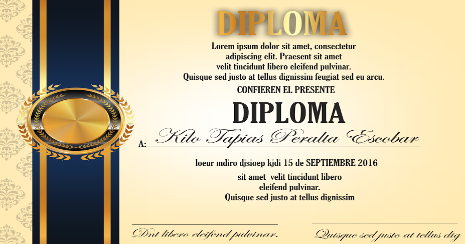 DIPLOMA
Lorem ipsum dolor sit amet, consectetur
adipiscing elit. Praesent sit amet
velit tincidunt libero eleifend pulvinar.
Quisque sed justo at tellus dignissim feugiat sed eu arcu.
CONFIEREN EL PRESENTE
DIPLOMA
A: Kilo Tapias Peralta Escobar
loeur mdiro djsioep kjdi 15 de SEPTIEMBRE 2016
sit amet velit tincidunt libero
eleifend pulvinar.
Quisque sed justo at tellus dignissim
Dnt libero eleifend pulvinar.
Quisque sed justo at tellus dig